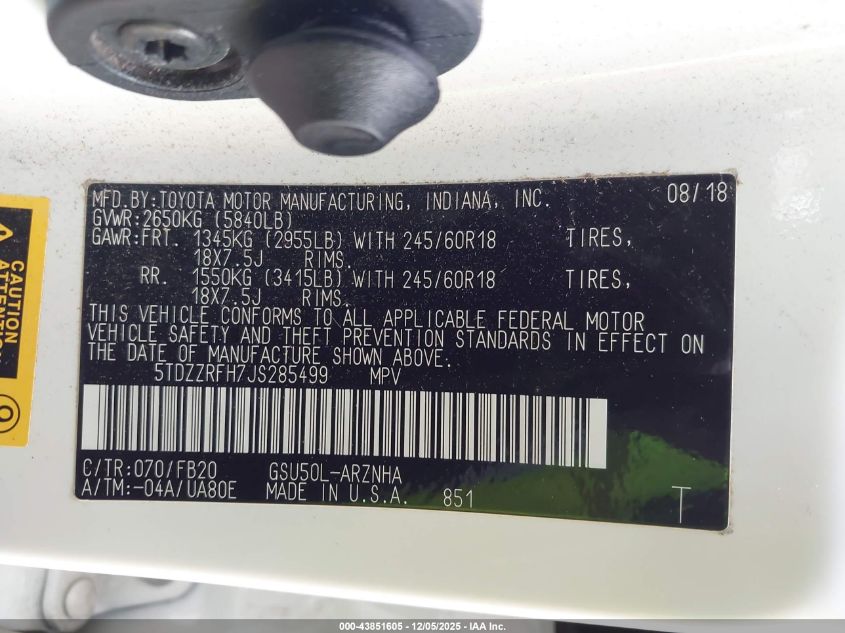 MFD.BY:TOYOTA MOTOR MANUFACTURING, INDIANA, INC. 08/18
GVWR:2650KG (5840LB)
GAWR:FRT. 1345KG (2955LB) WITH 245/60R18 TIRES,
18X7.5J RIMS.
RR. 1550KG (3415LB) WITH 245/60R18 TIRES,
18X7.5J RIMS.
THIS VEHICLE CONFORMS TO ALL APPLICABLE FEDERAL MOTOR
VEHICLE SAFETY AND THEFT PREVENTION STANDARDS IN EFFECT ON
THE DATE OF MANUFACTURE SHOWN ABOVE.
5TDZZRFH7JS285499 MPV
C/TR:070/FB20 GSU50L-ARZNHA
A/TM:-04A/UA80E MADE IN U.S.A. 851 T
CAUTION
000-43851605 - 12/05/2025 - IAA Inc.